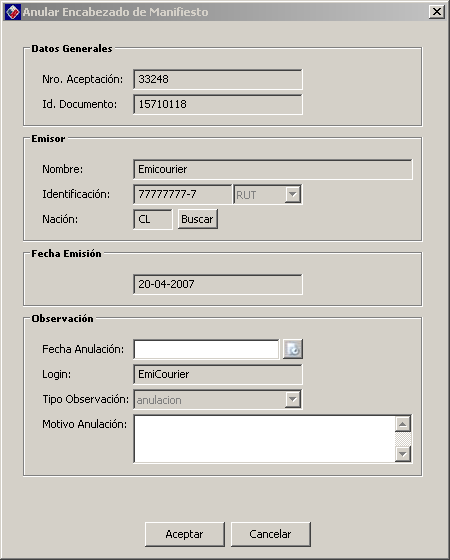 Anular Encabezado de Manifiesto
Datos Generales
Nro. Aceptación: 33248
Id. Documento: 15710118
Emisor
Nombre: Emicourier
Identificación: 77777777-7 RUT
Nación: CL Buscar
Fecha Emisión
20-04-2007
Observación
Fecha Anulación:
Login: EmiCourier
Tipo Observación: anulacion
Motivo Anulación:
Aceptar Cancelar